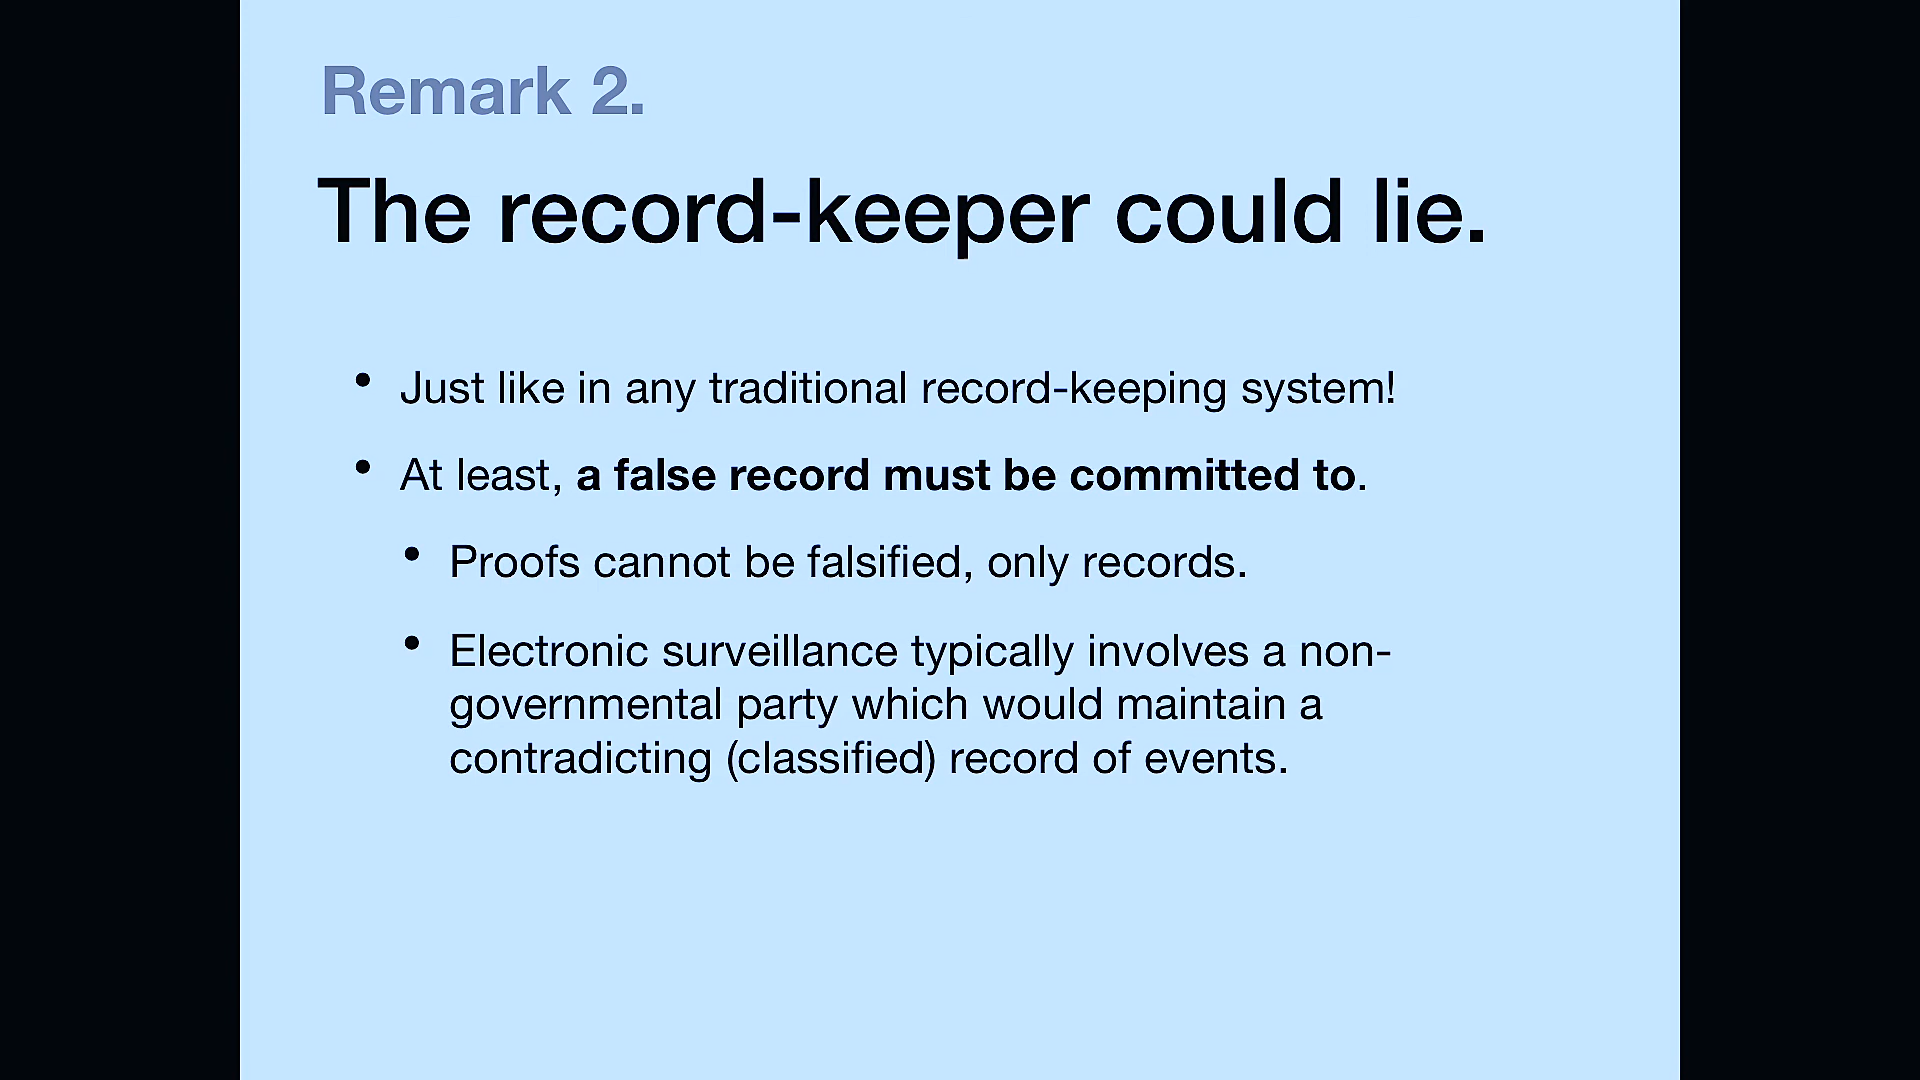 Remark 2.
The record-keeper could lie.
• Just like in any traditional record-keeping system!
• At least, a false record must be committed to.
• Proofs cannot be falsified, only records.
• Electronic surveillance typically involves a non-
governmental party which would maintain a
contradicting (classified) record of events.